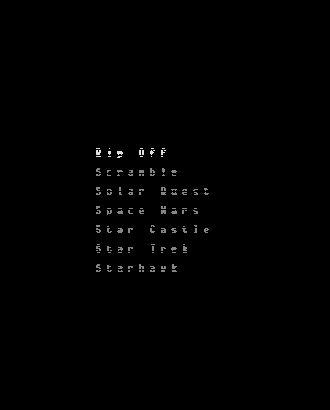 Rip Off
Scramble
Solar Quest
Space Wars
Star Castle
Star Trek
Starhawk